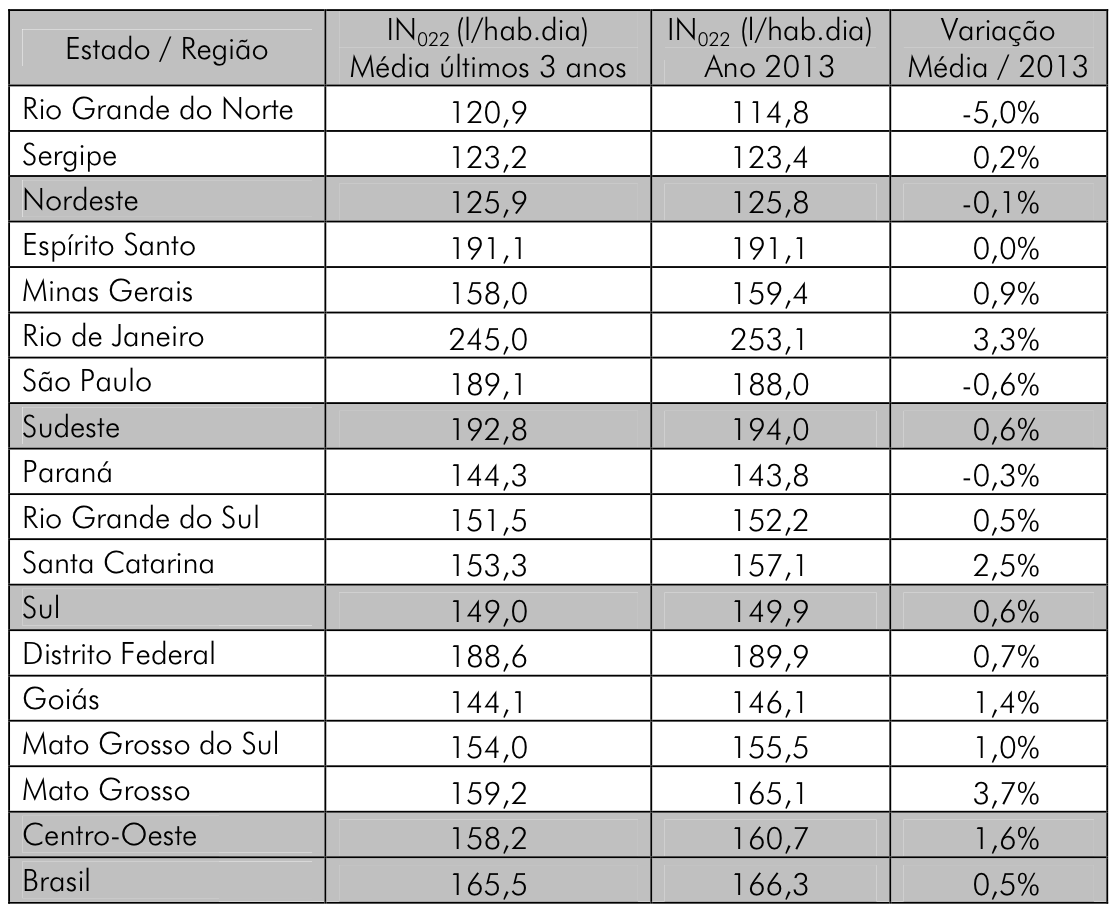 Estado / Região | IN022 (l/hab.dia) Média últimos 3 anos | IN022 (l/hab.dia) Ano 2013 | Variação Média / 2013
Rio Grande do Norte 120,9 114,8 -5,0%
Sergipe 123,2 123,4 0,2%
Nordeste 125,9 125,8 -0,1%
Espírito Santo 191,1 191,1 0,0%
Minas Gerais 158,0 159,4 0,9%
Rio de Janeiro 245,0 253,1 3,3%
São Paulo 189,1 188,0 -0,6%
Sudeste 192,8 194,0 0,6%
Paraná 144,3 143,8 -0,3%
Rio Grande do Sul 151,5 152,2 0,5%
Santa Catarina 153,3 157,1 2,5%
Sul 149,0 149,9 0,6%
Distrito Federal 188,6 189,9 0,7%
Goiás 144,1 146,1 1,4%
Mato Grosso do Sul 154,0 155,5 1,0%
Mato Grosso 159,2 165,1 3,7%
Centro-Oeste 158,2 160,7 1,6%
Brasil 165,5 166,3 0,5%